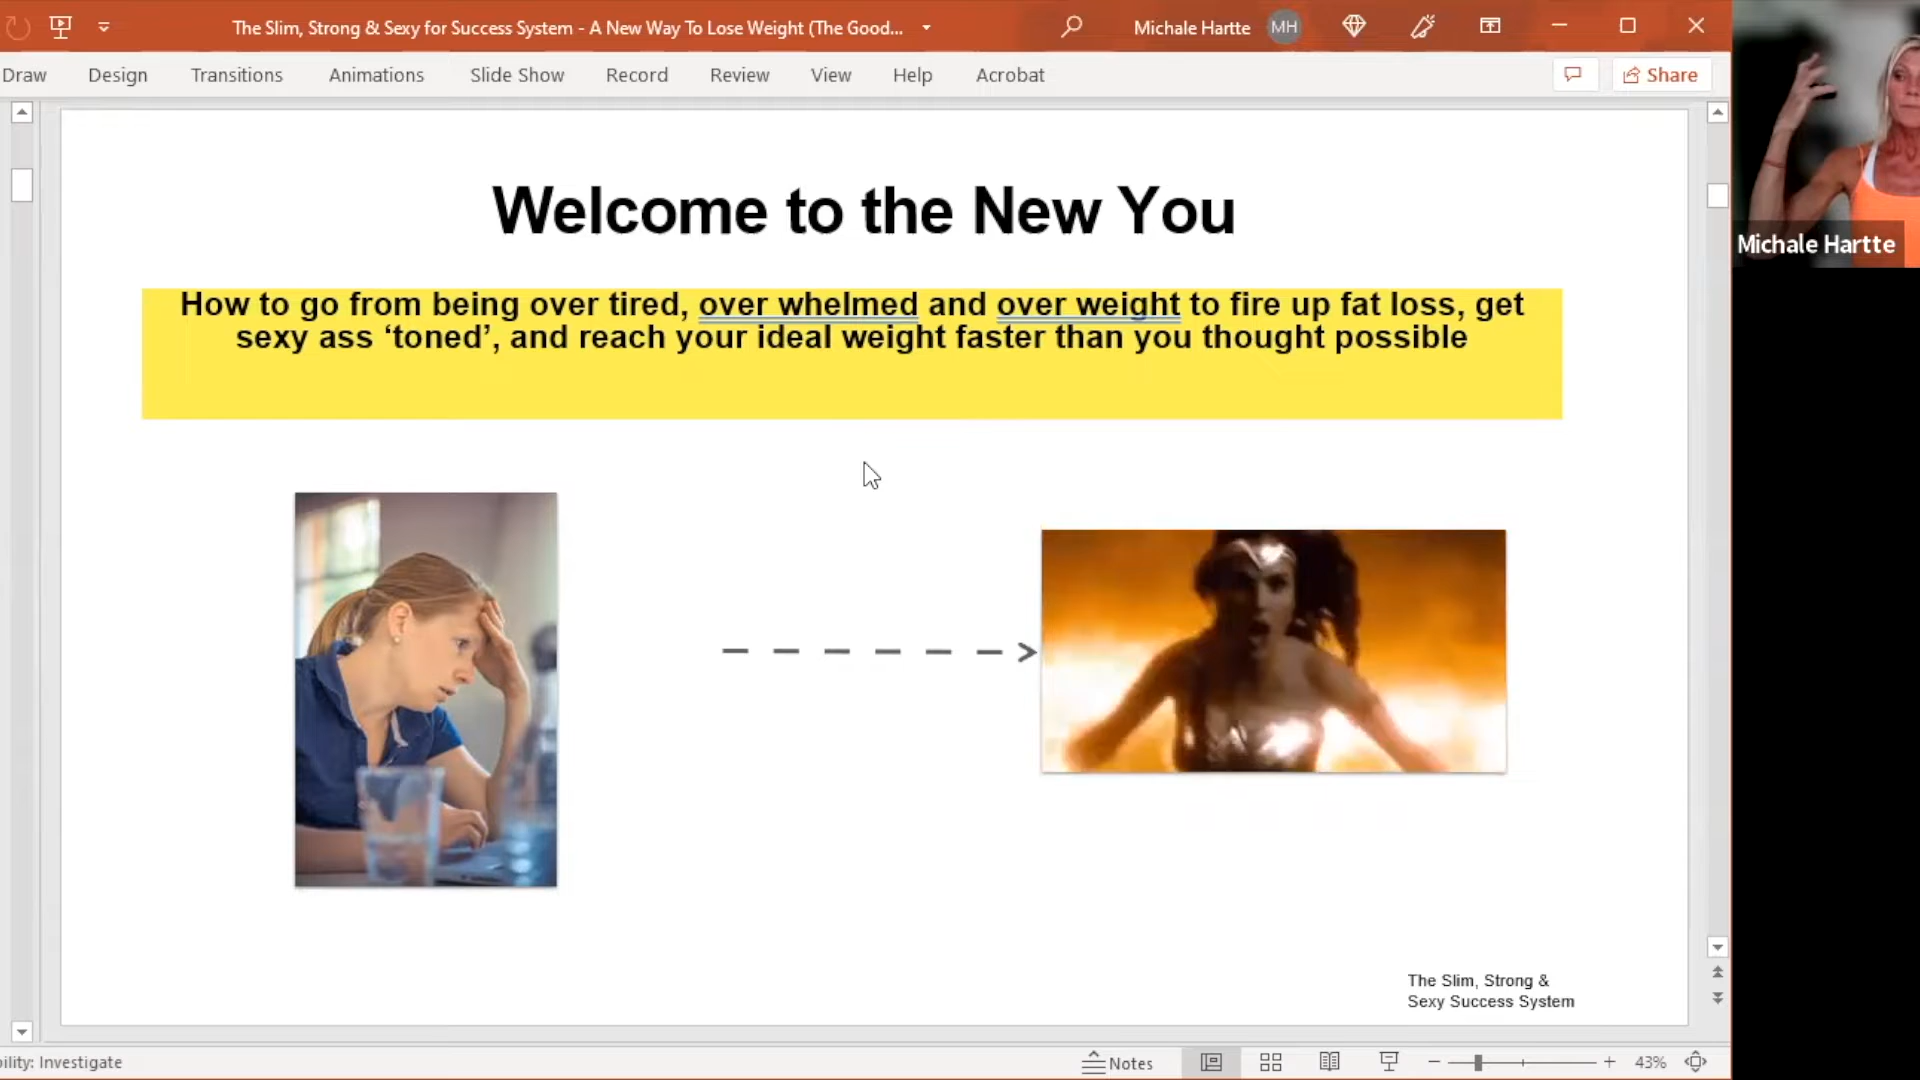 The Slim, Strong & Sexy for Success System - A New Way To Lose Weight (The Good...
Michale Hartte MH
Draw Design Transitions Animations Slide Show Record Review View Help Acrobat Share
Welcome to the New You
How to go from being over tired, over whelmed and over weight to fire up fat loss, get
sexy ass ‘toned’, and reach your ideal weight faster than you thought possible
Michale Hartte
The Slim, Strong &
Sexy Success System
bility: Investigate Notes 43%